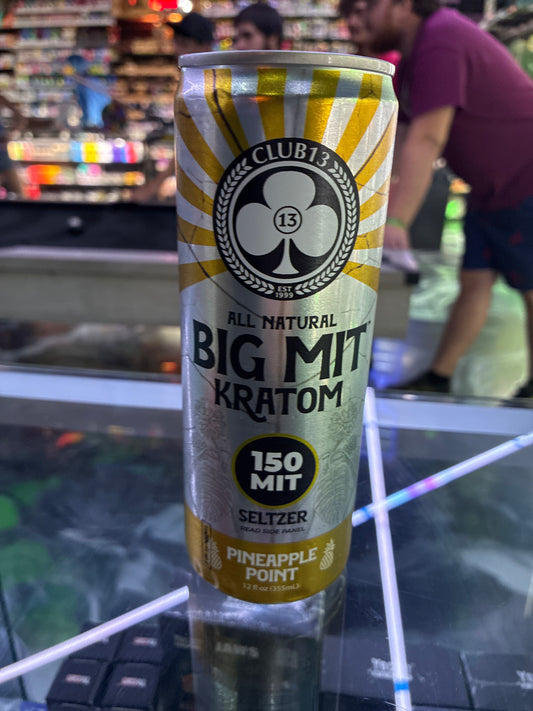 CLUB13
13
EST
1999
ALL NATURAL
BIG MIT
KRATOM
150
MIT
SELTZER
READ SIDE PANEL
PINEAPPLE
POINT
12 fl oz (355mL)
JAWS